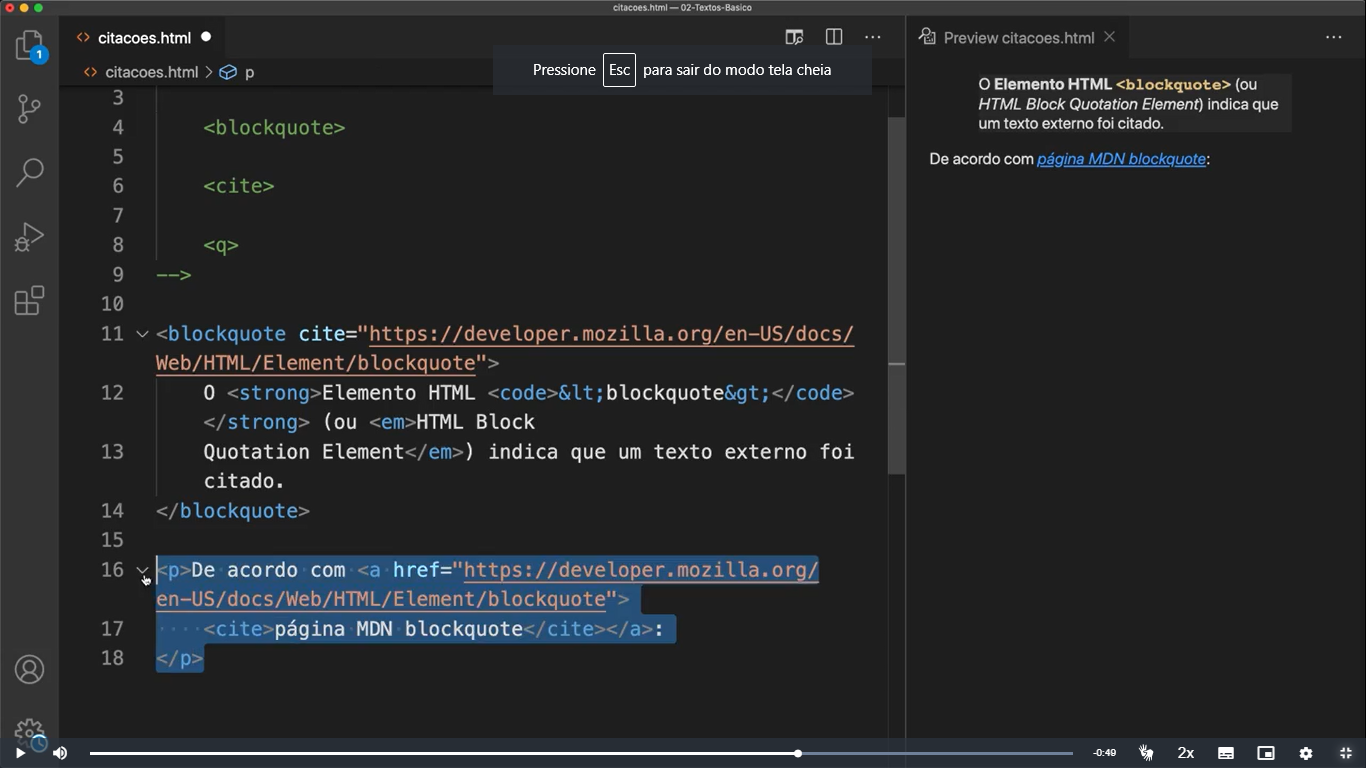 citacoes.html — 02-Textos-Basico
citacoes.html
Preview citacoes.html
citacoes.html > p
Pressione Esc para sair do modo tela cheia
1
3
4 <blockquote>
5
6 <cite>
7
8 <q>
9 -->
10
11 <blockquote cite="https://developer.mozilla.org/en-US/docs/
Web/HTML/Element/blockquote">
12 O <strong>Elemento HTML <code>&lt;blockquote&gt;</code>
</strong> (ou <em>HTML Block
13 Quotation Element</em>) indica que um texto externo foi
citado.
14 </blockquote>
15
16 <p>De acordo com <a href="https://developer.mozilla.org/
en-US/docs/Web/HTML/Element/blockquote">
17 <cite>página MDN blockquote</cite></a>:
18 </p>
O Elemento HTML <blockquote> (ou
HTML Block Quotation Element) indica que
um texto externo foi citado.
De acordo com página MDN blockquote:
-0:49
2x